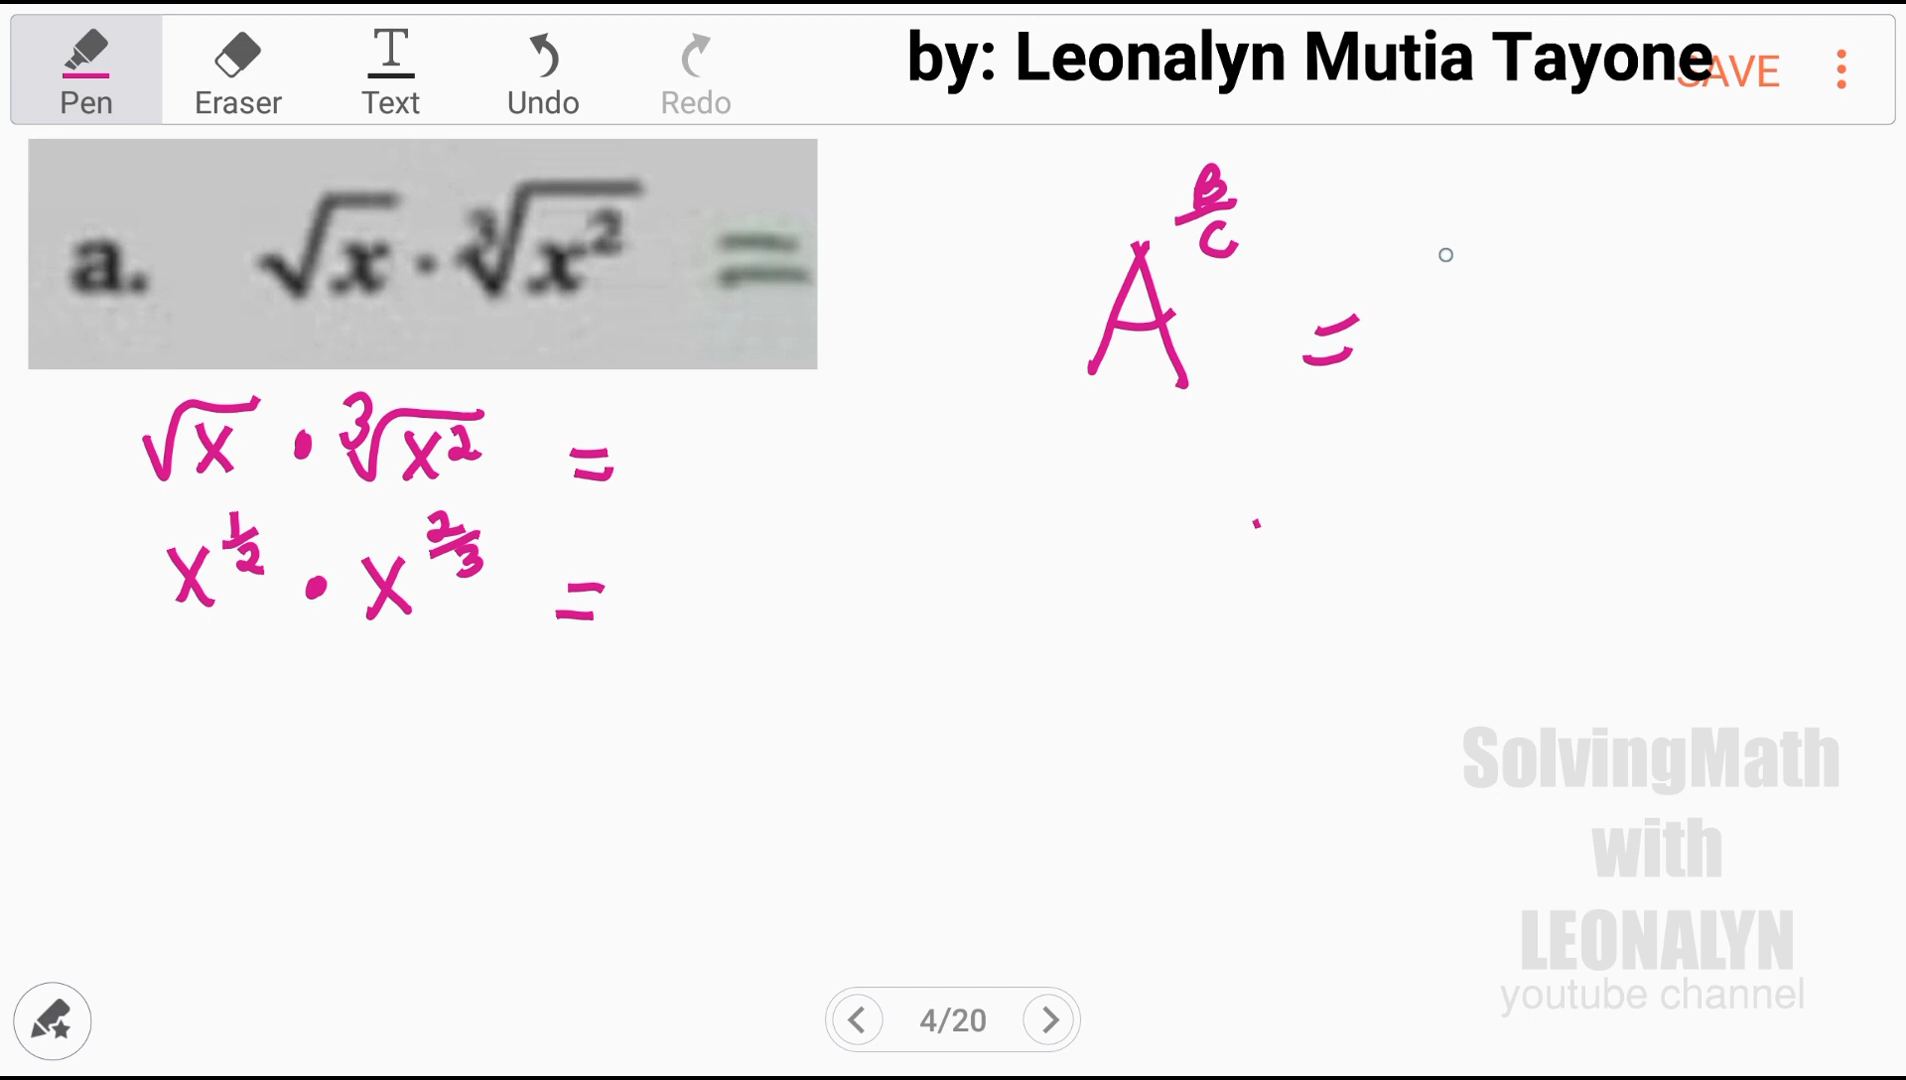 Pen Eraser Text Undo Redo by: Leonalyn Mutia Tayone SAVE
a. √x · ∛x² =
A^(B/C) =
√x · ∛x² =
x^(1/2) · x^(2/3) =
SolvingMath
with
LEONALYN
youtube channel
4/20